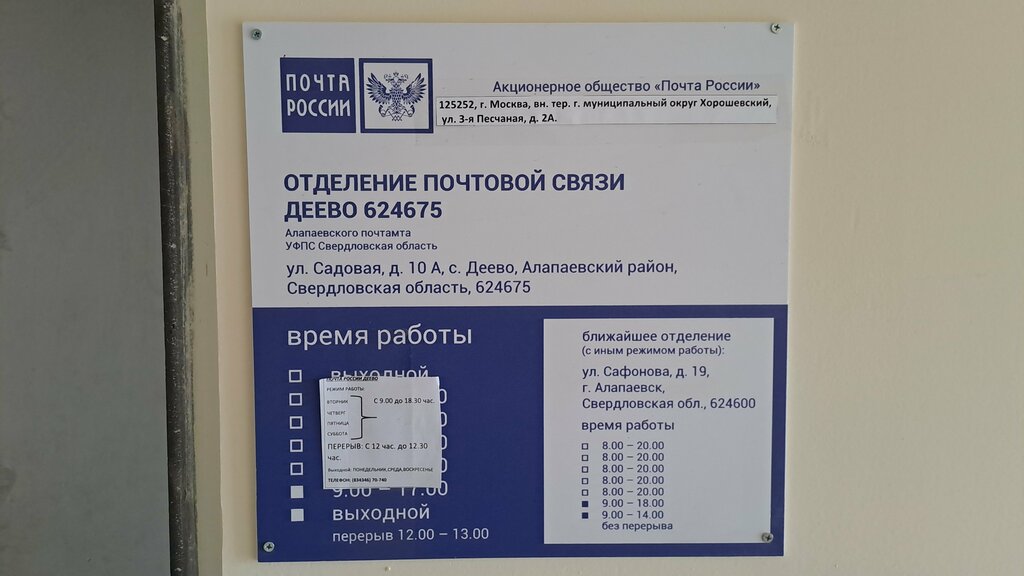 ПОЧТА
РОССИИ
Акционерное общество «Почта России»
125252, г. Москва, вн. тер. г. муниципальный округ Хорошевский,
ул. 3-я Песчаная, д. 2А.
ОТДЕЛЕНИЕ ПОЧТОВОЙ СВЯЗИ
ДЕЕВО 624675
Алапаевского почтамта
УФПС Свердловская область
ул. Садовая, д. 10 А, с. Деево, Алапаевский район,
Свердловская область, 624675
время работы
выходной
ПОЧТА РОССИИ ДЕЕВО
РЕЖИМ РАБОТЫ:
ВТОРНИК
С 9.00 до 18.30 час.
ЧЕТВЕРГ
ПЯТНИЦА
СУББОТА
ПЕРЕРЫВ: С 12 час. до 12.30
час.
Выходной: ПОНЕДЕЛЬНИК,СРЕДА,ВОСКРЕСЕНЬЕ
ТЕЛЕФОН: (834346) 70-740
9.00 – 17.00
выходной
перерыв 12.00 – 13.00
ближайшее отделение
(с иным режимом работы):
ул. Сафонова, д. 19,
г. Алапаевск,
Свердловская обл., 624600
время работы
8.00 – 20.00
8.00 – 20.00
8.00 – 20.00
8.00 – 20.00
8.00 – 20.00
9.00 – 18.00
9.00 – 14.00
без перерыва